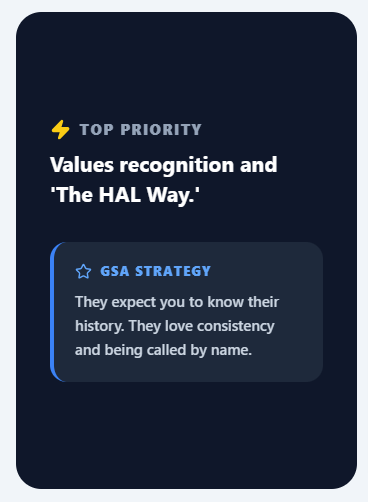 TOP PRIORITY
Values recognition and
'The HAL Way.'
GSA STRATEGY
They expect you to know their
history. They love consistency
and being called by name.